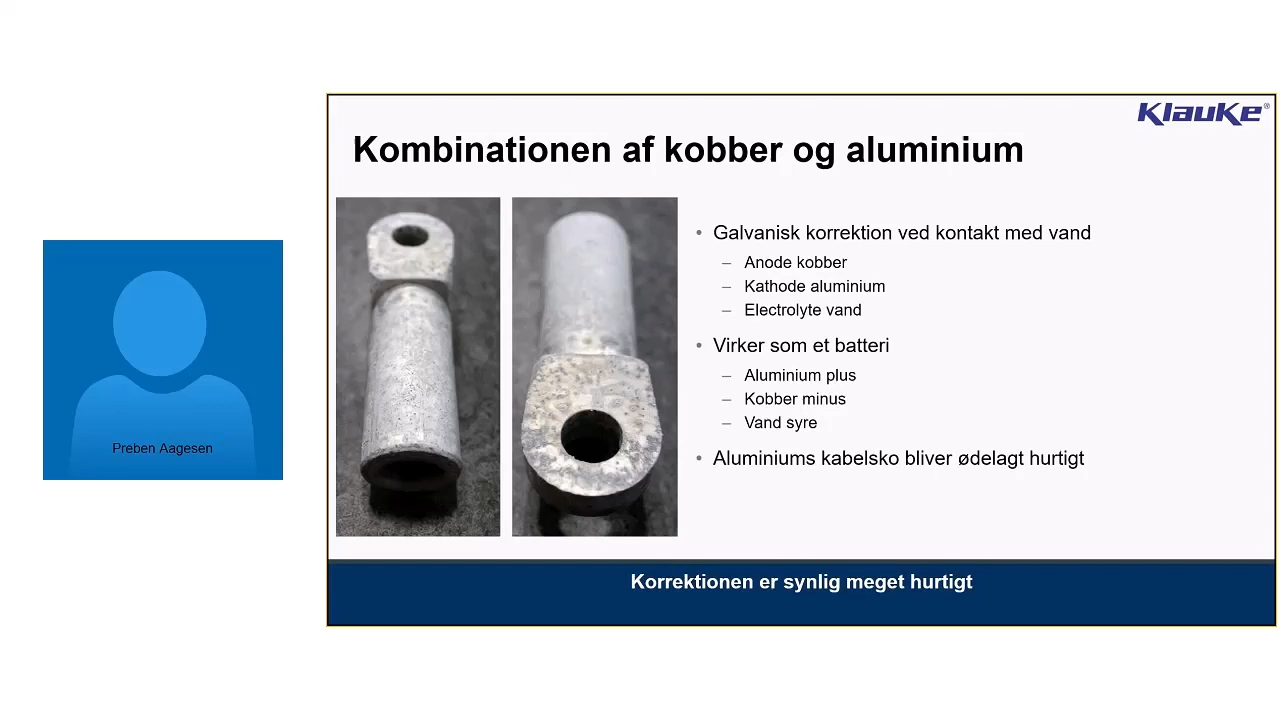 Klauke®
Kombinationen af kobber og aluminium
• Galvanisk korrektion ved kontakt med vand
– Anode kobber
– Kathode aluminium
– Electrolyte vand
• Virker som et batteri
– Aluminium plus
– Kobber minus
– Vand syre
• Aluminiums kabelsko bliver ødelagt hurtigt
Preben Aagesen
Korrektionen er synlig meget hurtigt